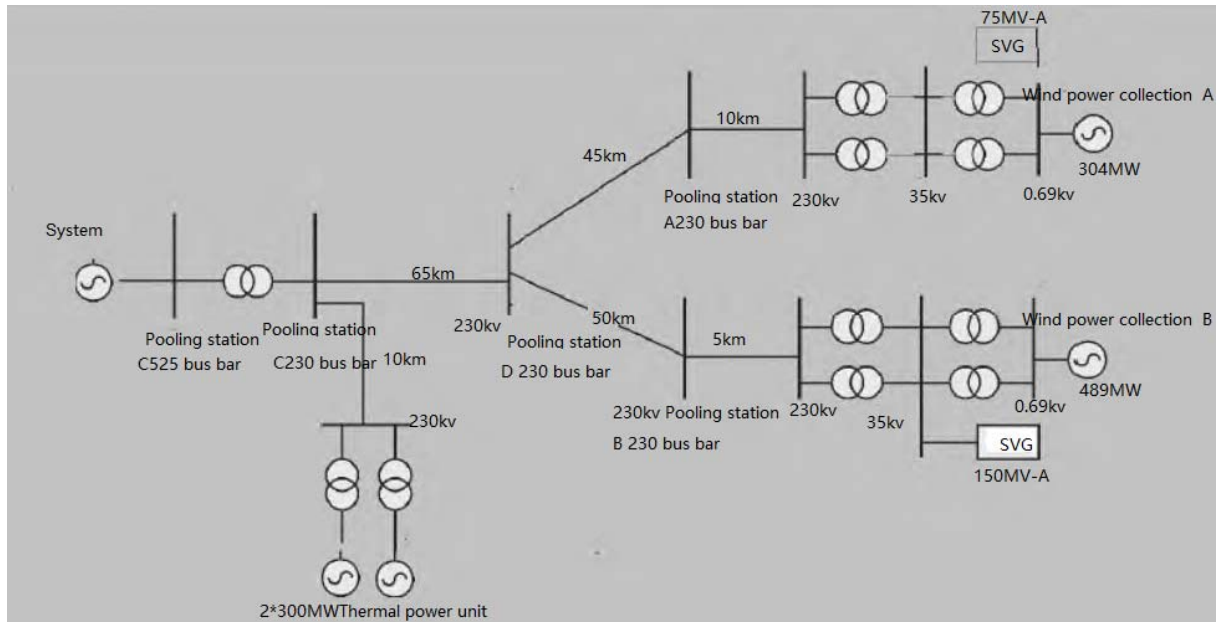 75MV-A
SVG
Wind power collection A
10km
304MW
45km
Pooling station
A230 bus bar
230kv
35kv
0.69kv
System
65km
Pooling station
C525 bus bar
Pooling station
C230 bus bar
10km
230kv
Pooling station
D 230 bus bar
50km
5km
Wind power collection B
489MW
230kv Pooling station
B 230 bus bar
230kv
35kv
0.69kv
SVG
150MV-A
230kv
2*300MWThermal power unit